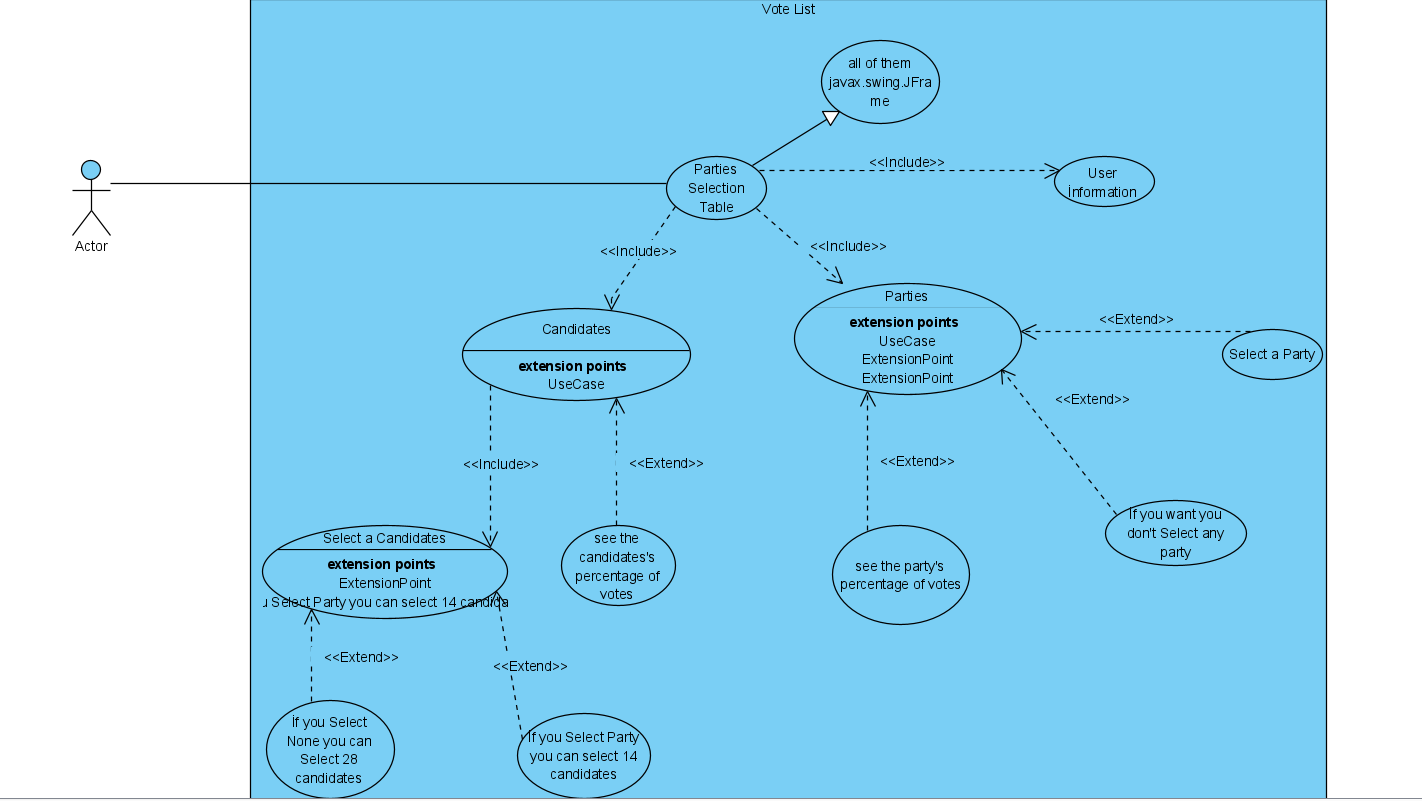 Vote List
all of them
javax.swing.JFra
me
Parties
Selection
Table
<<Include>>
User
İnformation
Actor
<<Include>>
<<Include>>
Parties
extension points
UseCase
ExtensionPoint
ExtensionPoint
<<Extend>>
Select a Party
Candidates
extension points
UseCase
<<Extend>>
<<Include>>
<<Extend>>
<<Extend>>
If you want you
don't Select any
party
Select a Candidates
extension points
ExtensionPoint
u Select Party you can select 14 candida
see the
candidates's
percentage of
votes
see the party's
percentage of votes
<<Extend>>
<<Extend>>
İf you Select
None you can
Select 28
candidates
If you Select Party
you can select 14
candidates